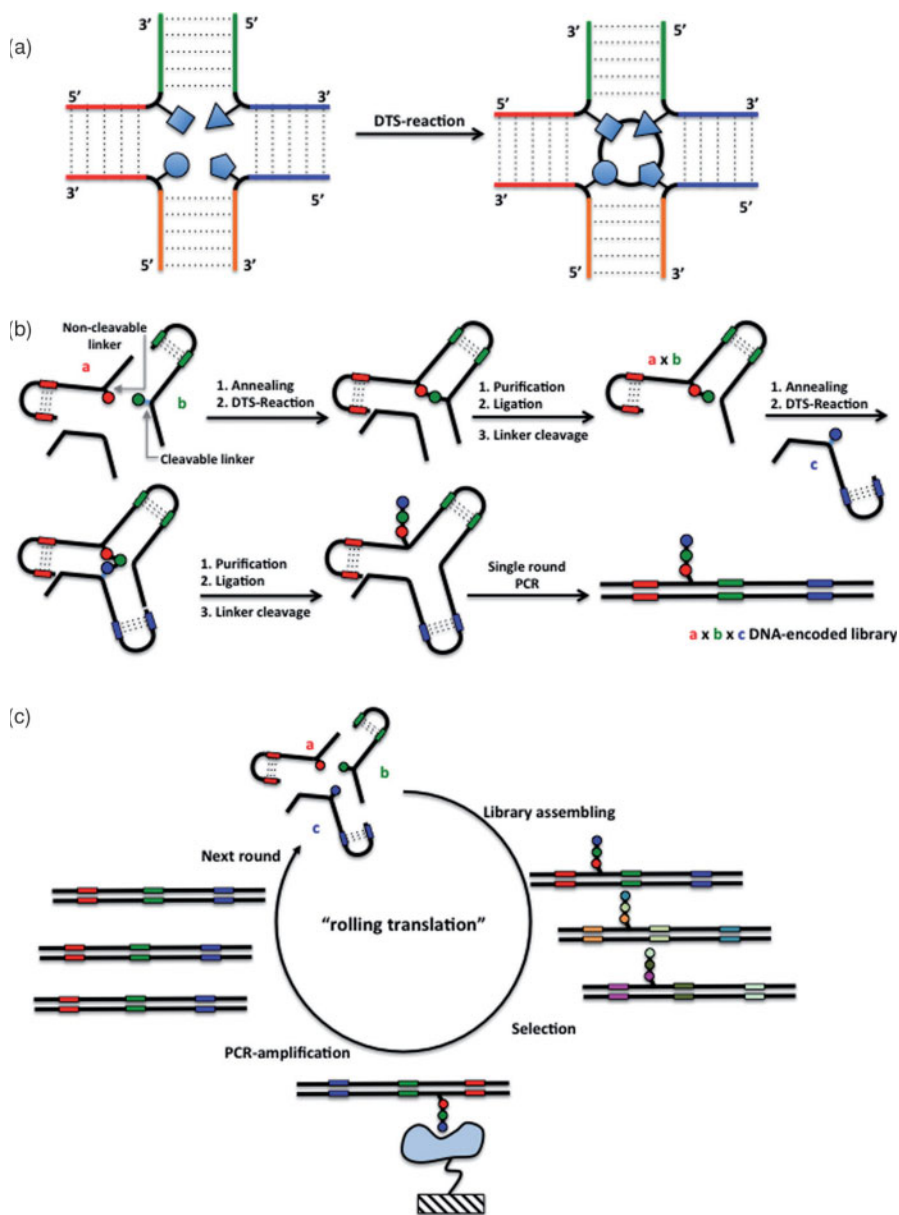 (a)
3’ 5’
5’ 3’
3’ 5’
5’ 3’
DTS-reaction
3’ 5’
5’ 3’
3’ 5’
5’ 3’
(b)
Non-cleavable
linker
a
b
Cleavable linker
1. Annealing
2. DTS-Reaction
1. Purification
2. Ligation
3. Linker cleavage
a x b
1. Annealing
2. DTS-Reaction
c
1. Purification
2. Ligation
3. Linker cleavage
Single round
PCR
a x b x c DNA-encoded library
(c)
a
b
c
Library assembling
Next round
“rolling translation”
Selection
PCR-amplification